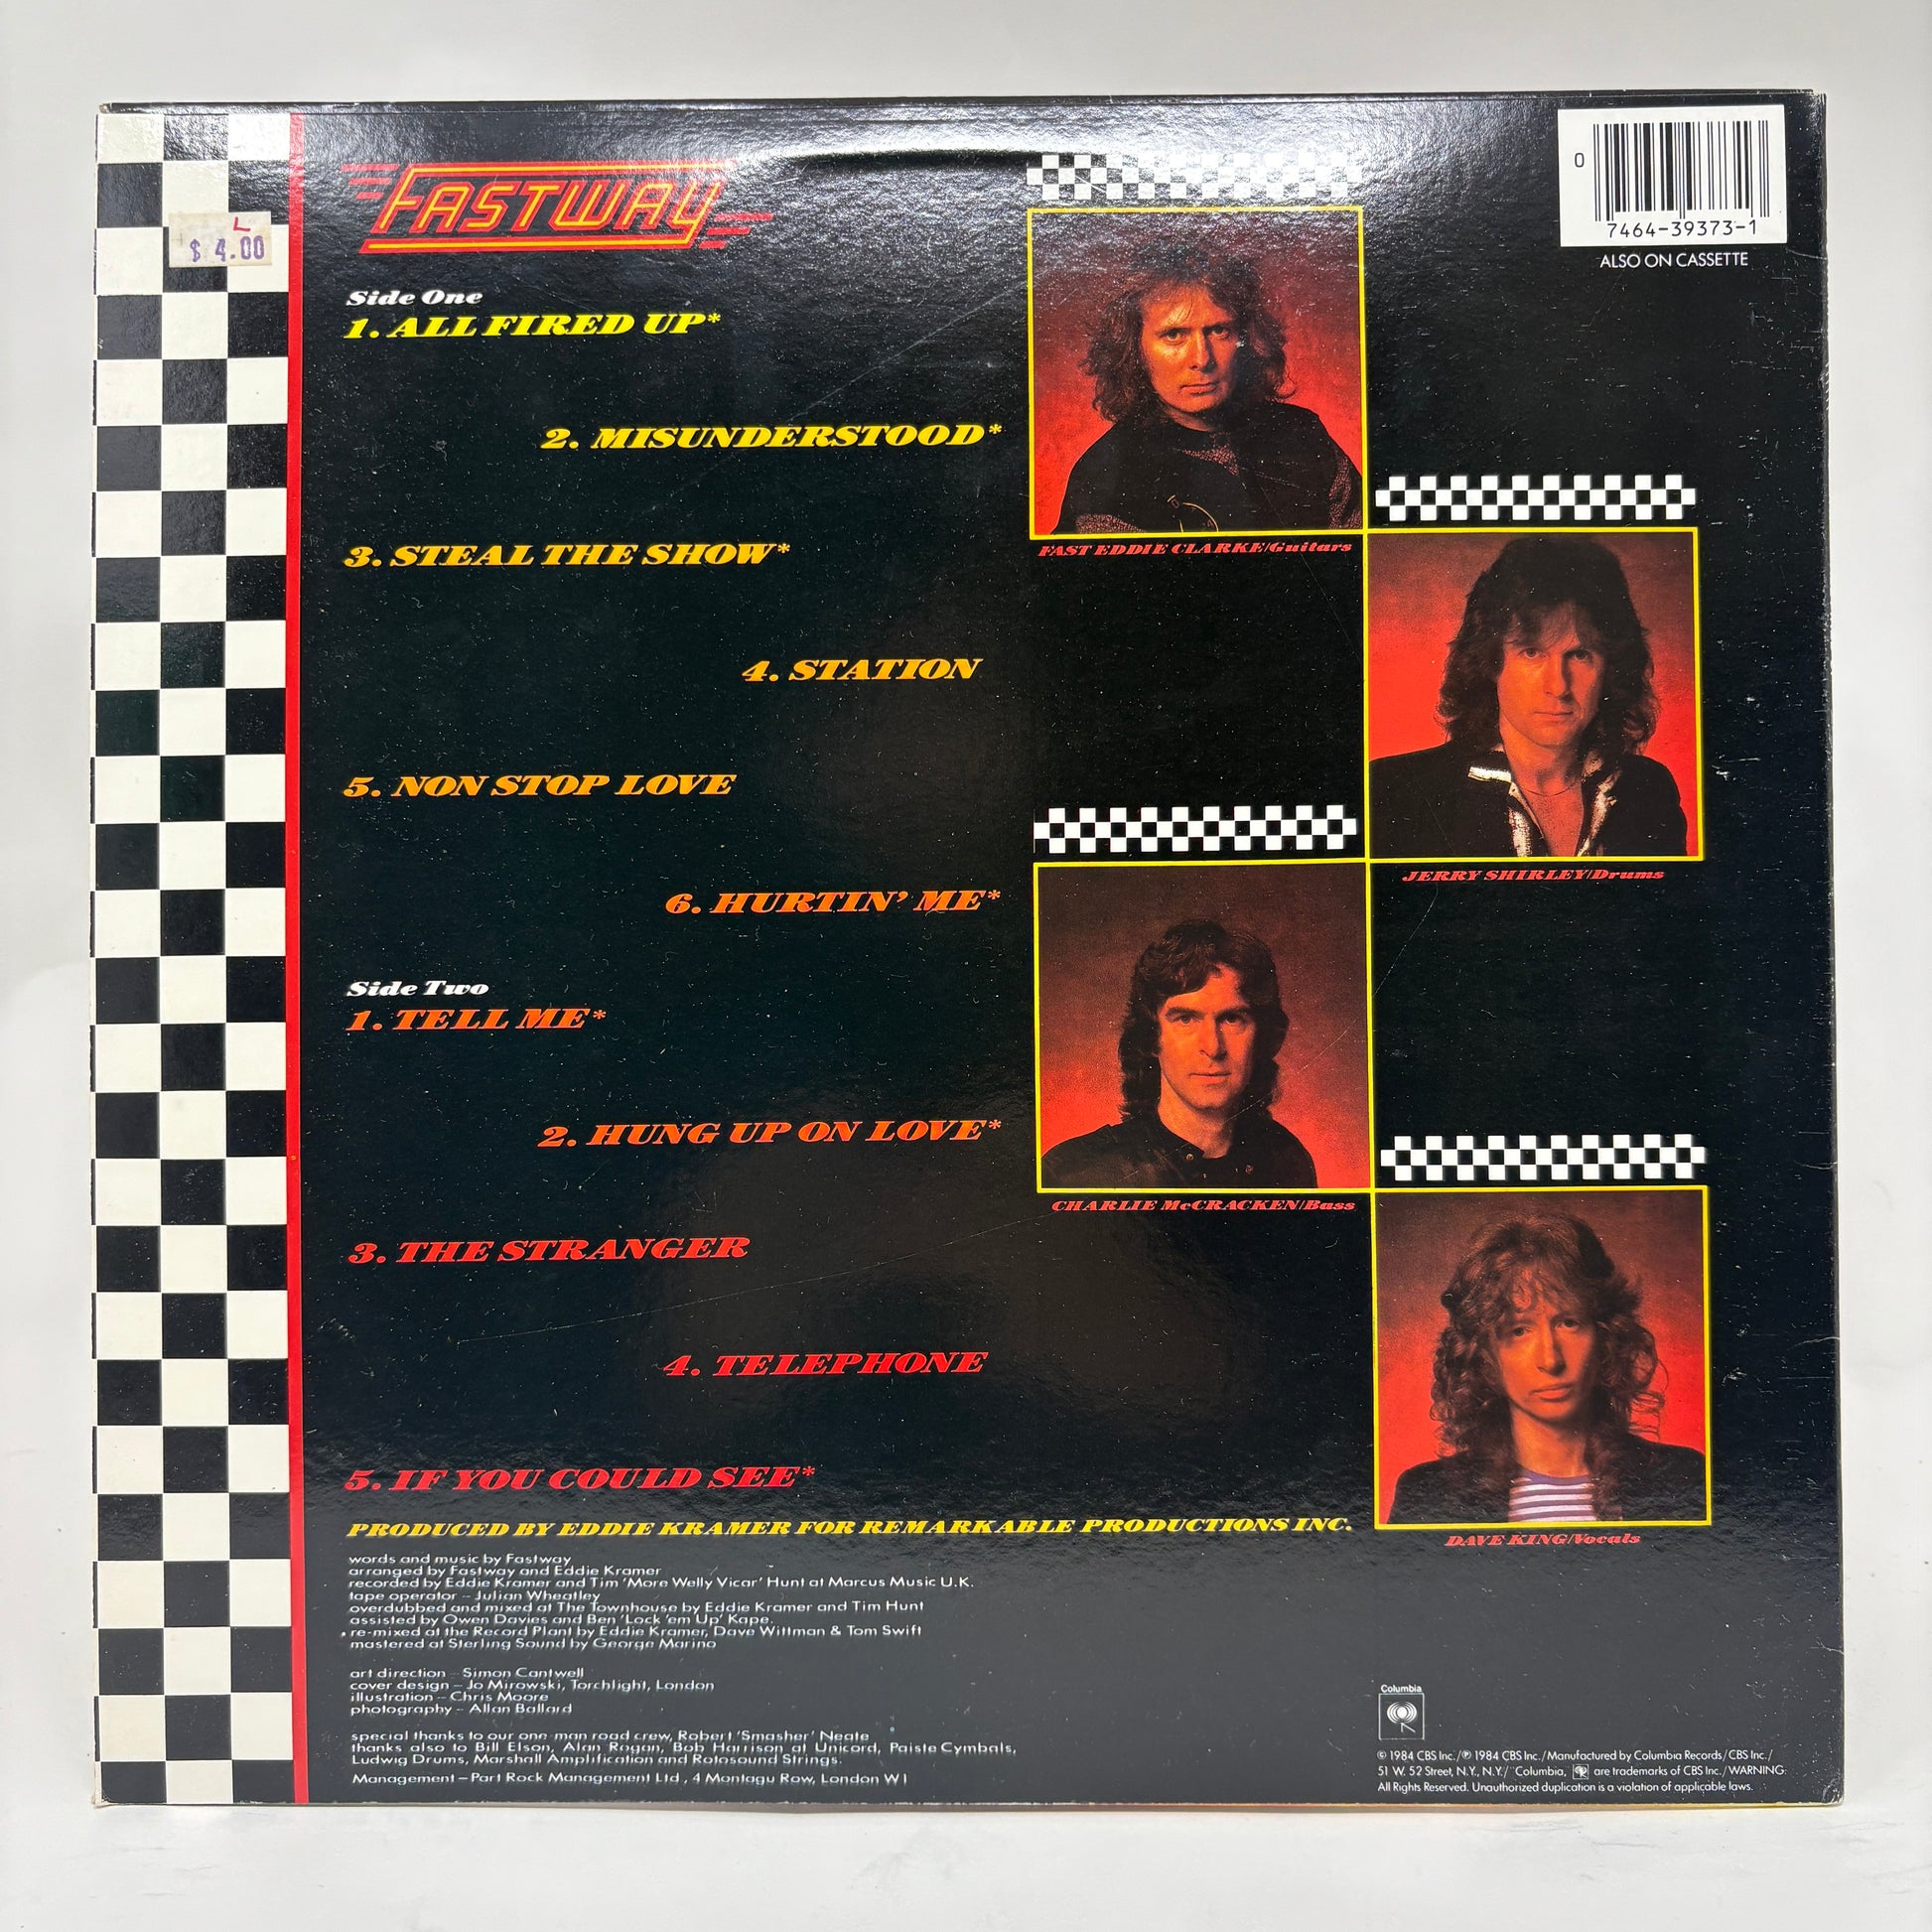 L
$ 4.00
FASTWAY
Side One
1. ALL FIRED UP*
2. MISUNDERSTOOD*
3. STEAL THE SHOW*
4. STATION
5. NON STOP LOVE
6. HURTIN' ME*
Side Two
1. TELL ME*
2. HUNG UP ON LOVE*
3. THE STRANGER
4. TELEPHONE
5. IF YOU COULD SEE*
PRODUCED BY EDDIE KRAMER FOR REMARKABLE PRODUCTIONS INC.
words and music by Fastway
arranged by Fastway and Eddie Kramer
recorded by Eddie Kramer and Tim 'More Welly Vicar' Hunt at Marcus Music U.K.
tape operator – Julian Wheatley
overdubbed and mixed at The Townhouse by Eddie Kramer and Tim Hunt
assisted by Owen Davies and Ben 'Lock 'em Up' Kape.
• re-mixed at the Record Plant by Eddie Kramer, Dave Wittman & Tom Swift
mastered at Sterling Sound by George Marino
art direction – Simon Cantwell
cover design – Jo Mirowski, Torchlight, London
illustration – Chris Moore
photography – Allan Ballard
special thanks to our one-man road crew, Robert 'Smasher' Neate
thanks also to Bill Elson, Alan Rogan, Bob Harrison at Unicord, Paiste Cymbals,
Ludwig Drums, Marshall Amplification and Rotosound Strings.
Management – Part Rock Management Ltd, 4 Montagu Row, London W1
0
7464-39373-1
ALSO ON CASSETTE
FAST EDDIE CLARKE/Guitars
JERRY SHIRLEY/Drums
CHARLIE McCRACKEN/Bass
DAVE KING/Vocals
Columbia
© 1984 CBS Inc./℗ 1984 CBS Inc./Manufactured by Columbia Records/CBS Inc./
51 W. 52 Street, N.Y., N.Y./"Columbia, are trademarks of CBS Inc./WARNING:
All Rights Reserved. Unauthorized duplication is a violation of applicable laws.